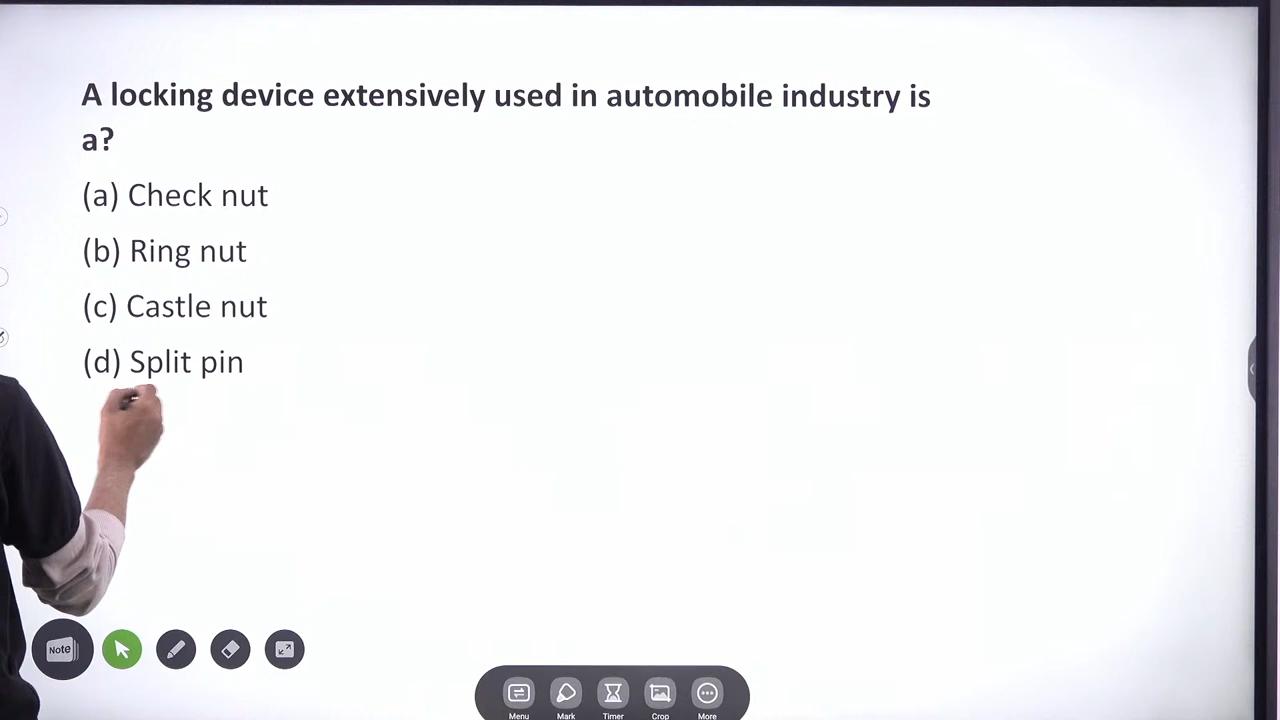 A locking device extensively used in automobile industry is
a?
(a) Check nut
(b) Ring nut
(c) Castle nut
(d) Split pin
Note
Menu
Mark
Timer
Crop
More